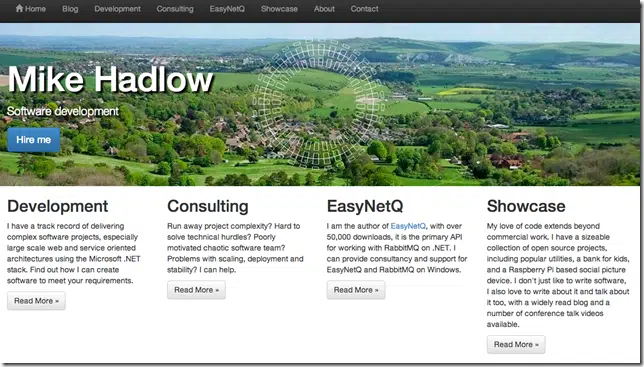 Home Blog Development Consulting EasyNetQ Showcase About Contact
Mike Hadlow
Software development
Hire me
Development
I have a track record of delivering
complex software projects, especially
large scale web and service oriented
architectures using the Microsoft .NET
stack. Find out how I can create
software to meet your requirements.
Read More »
Consulting
Run away project complexity? Hard to
solve technical hurdles? Poorly
motivated chaotic software team?
Problems with scaling, deployment and
stability? I can help.
Read More »
EasyNetQ
I am the author of EasyNetQ, with over
50,000 downloads, it is the primary API
for working with RabbitMQ on .NET. I
can provide consultancy and support for
EasyNetQ and RabbitMQ on Windows.
Read More »
Showcase
My love of code extends beyond
commercial work. I have a sizeable
collection of open source projects,
including popular utilities, a bank for kids,
and a Raspberry Pi based social picture
device. I don't just like to write software,
I also love to write about it and talk about
it too, with a widely read blog and a
number of conference talk videos
available.
Read More »